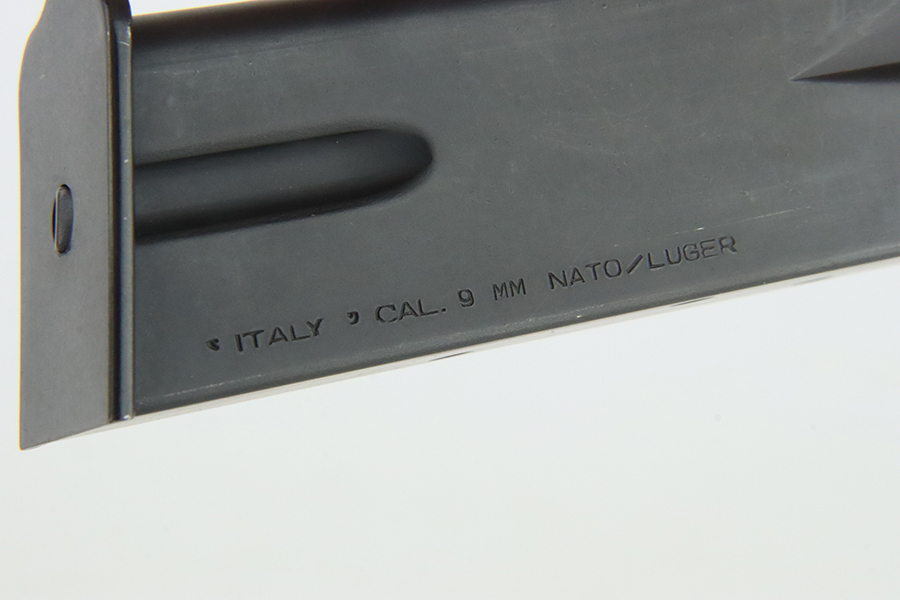 ‘ ITALY ’ CAL. 9 MM NATO/LUGER